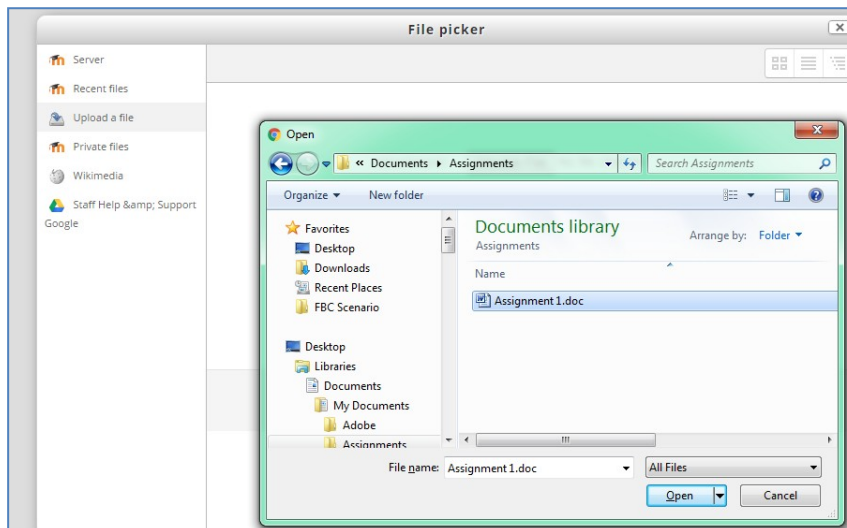 File picker
Server
Recent files
Upload a file
Private files
Wikimedia
Staff Help &amp; Support
Google
Open
« Documents Assignments
Search Assignments
Organize
New folder
Favorites
Desktop
Downloads
Recent Places
FBC Scenario
Desktop
Libraries
Documents
My Documents
Adobe
Assignments
Documents library
Assignments
Arrange by: Folder
Name
Assignment 1.doc
File name: Assignment 1.doc
All Files
Open
Cancel